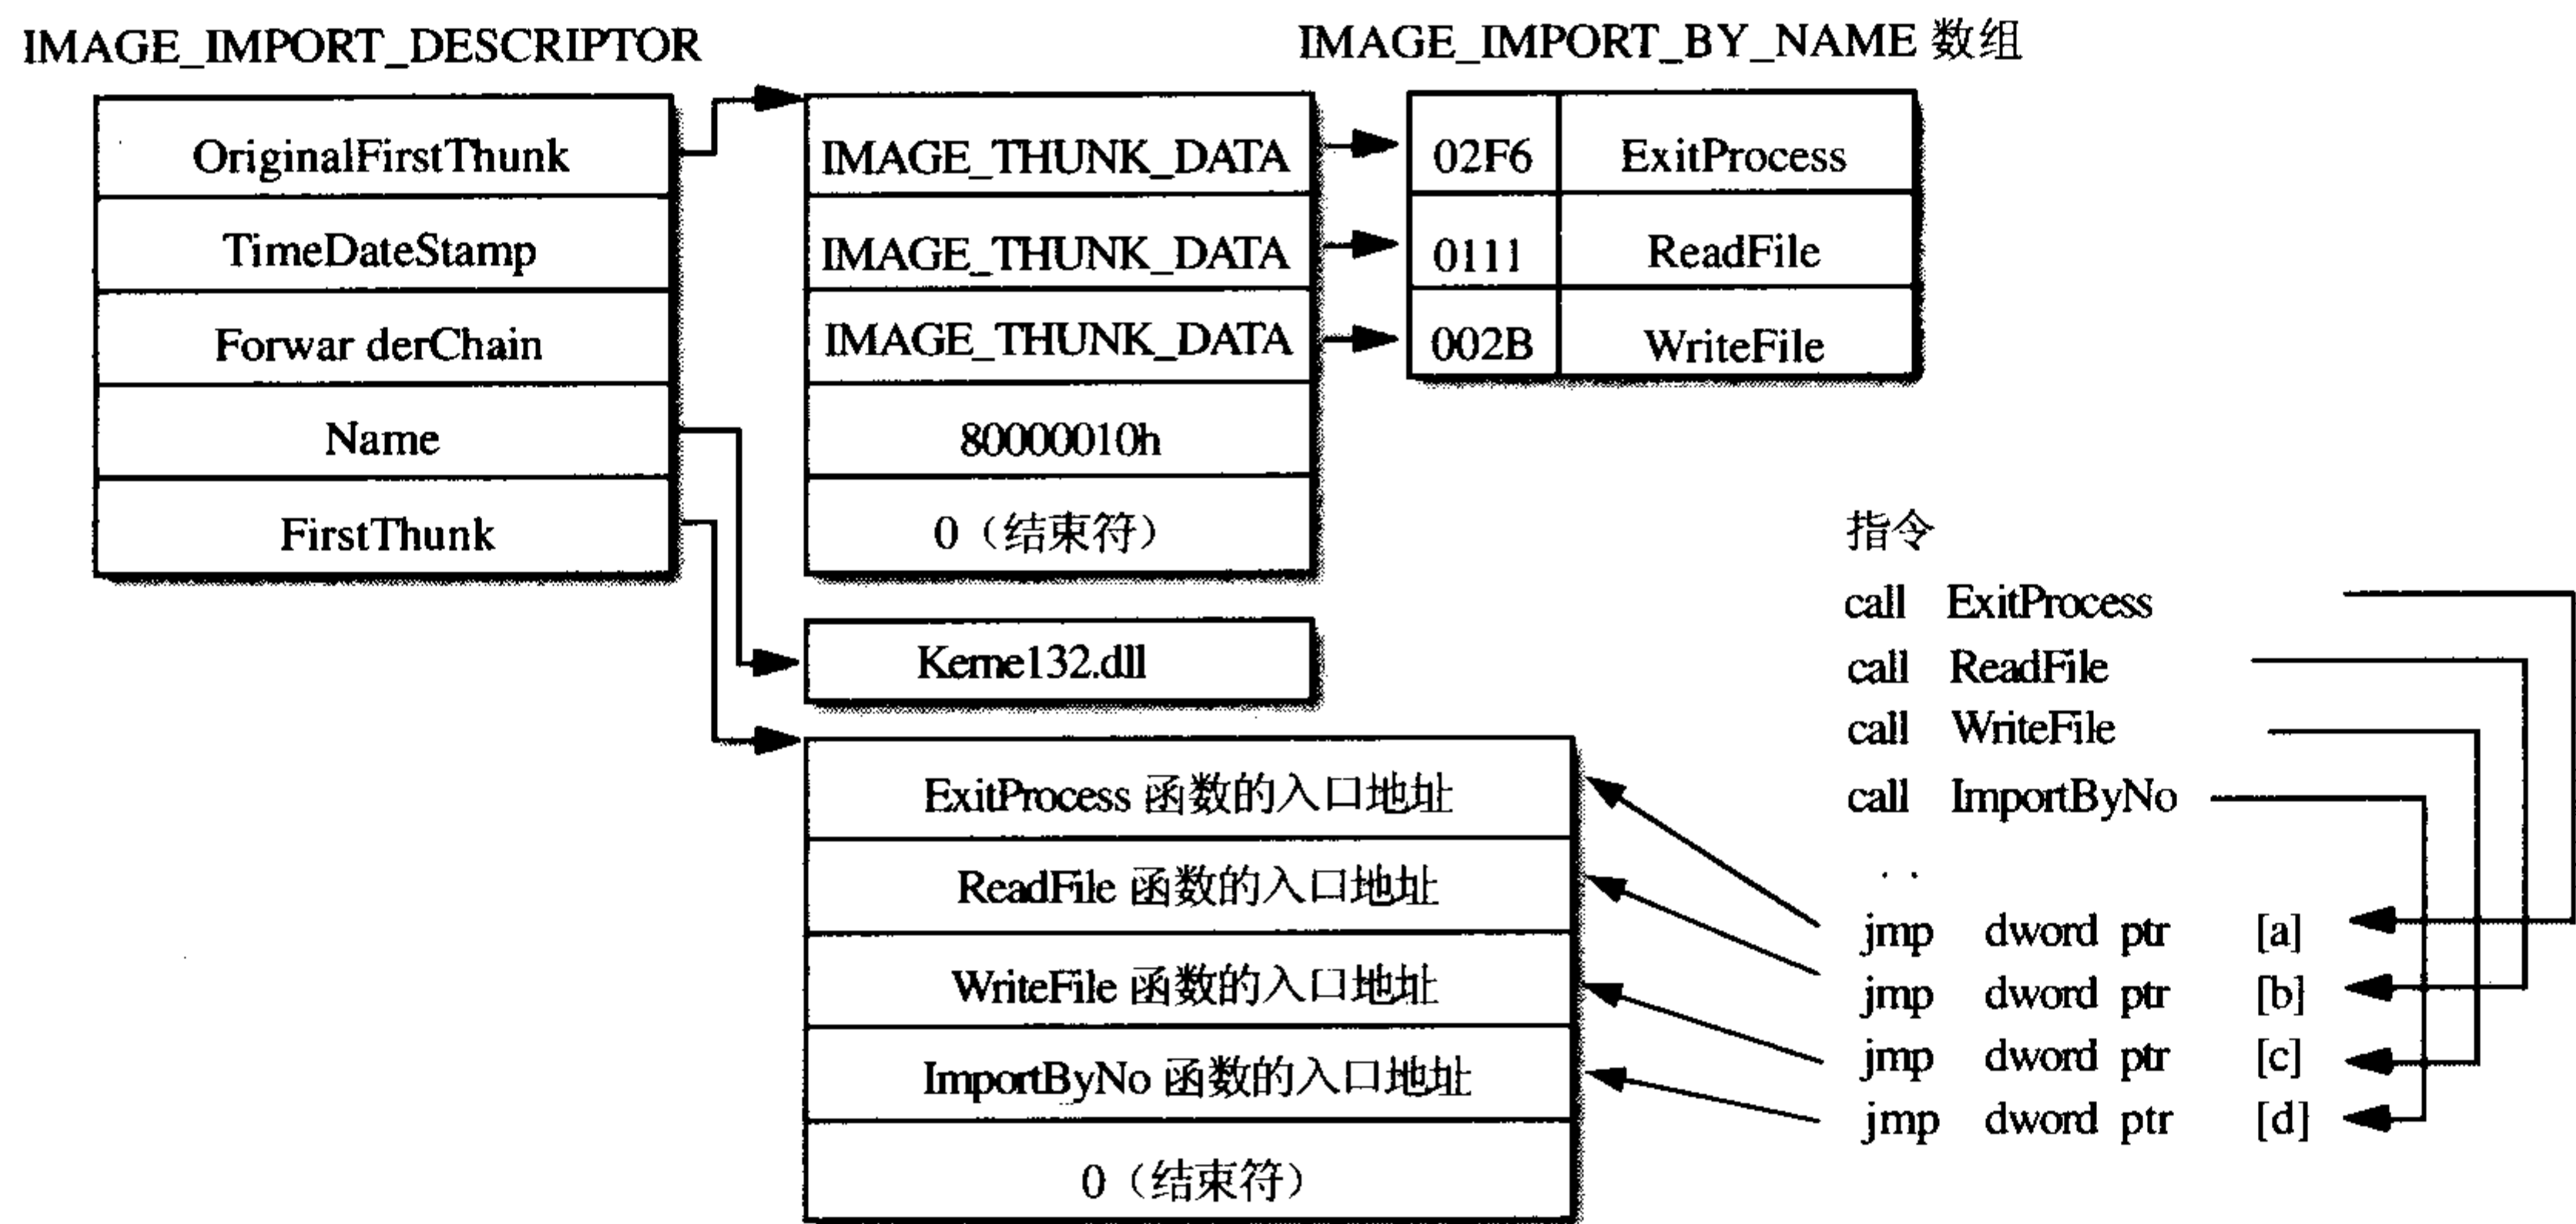 IMAGE_IMPORT_DESCRIPTOR
OriginalFirstThunk
TimeDateStamp
Forwar derChain
Name
FirstThunk
IMAGE_THUNK_DATA
IMAGE_THUNK_DATA
IMAGE_THUNK_DATA
80000010h
0（结束符）
IMAGE_IMPORT_BY_NAME 数组
02F6 ExitProcess
0111 ReadFile
002B WriteFile
Kerne132.dll
ExitProcess 函数的入口地址
ReadFile 函数的入口地址
WriteFile 函数的入口地址
ImportByNo 函数的入口地址
0（结束符）
指令
call ExitProcess
call ReadFile
call WriteFile
call ImportByNo
. .
jmp dword ptr [a]
jmp dword ptr [b]
jmp dword ptr [c]
jmp dword ptr [d]